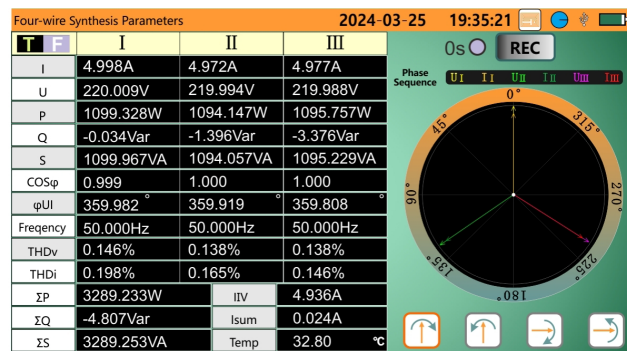 Four-wire Synthesis Parameters 2024-03-25 19:35:21
T F I II III
I 4.998A 4.972A 4.977A
U 220.009V 219.994V 219.988V
P 1099.328W 1094.147W 1095.757W
Q -0.034Var -1.396Var -3.376Var
S 1099.967VA 1094.057VA 1095.229VA
COSφ 0.999 1.000 1.000
φUI 359.982° 359.919° 359.808°
Freqency 50.000Hz 50.000Hz 50.000Hz
THDv 0.146% 0.138% 0.138%
THDi 0.198% 0.165% 0.146%
ΣP 3289.233W IIV 4.936A
ΣQ -4.807Var Isum 0.024A
ΣS 3289.253VA Temp 32.80 ℃
0s REC
Phase
Sequence UI II UII III UIII IIII
0°
45° 315°
90° 270°
135° 225°
180°